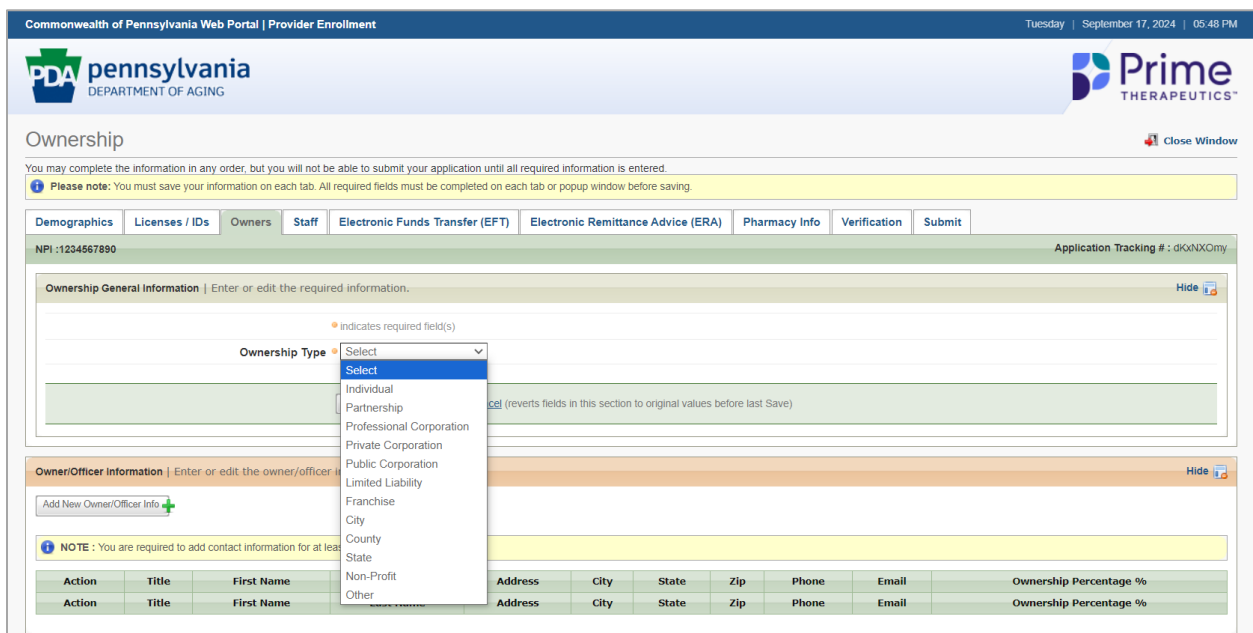 Commonwealth of Pennsylvania Web Portal | Provider Enrollment
Tuesday | September 17, 2024 | 05:48 PM
PDA pennsylvania
DEPARTMENT OF AGING
Prime
THERAPEUTICS
Ownership
Close Window
You may complete the information in any order, but you will not be able to submit your application until all required information is entered.
Please note: You must save your information on each tab. All required fields must be completed on each tab or popup window before saving.
Demographics Licenses / IDs Owners Staff Electronic Funds Transfer (EFT) Electronic Remittance Advice (ERA) Pharmacy Info Verification Submit
NPI :1234567890
Application Tracking # : dKxNXOmy
Ownership General Information | Enter or edit the required information.
Hide
indicates required field(s)
Ownership Type Select
Select
Individual
Partnership
Professional Corporation
Private Corporation
Public Corporation
Limited Liability
Franchise
City
County
State
Non-Profit
Other
cel (reverts fields in this section to original values before last Save)
Owner/Officer Information | Enter or edit the owner/officer
Hide
Add New Owner/Officer Info
NOTE : You are required to add contact information for at
Action Title First Name Address City State Zip Phone Email Ownership Percentage %
Action Title First Name Address City State Zip Phone Email Ownership Percentage %